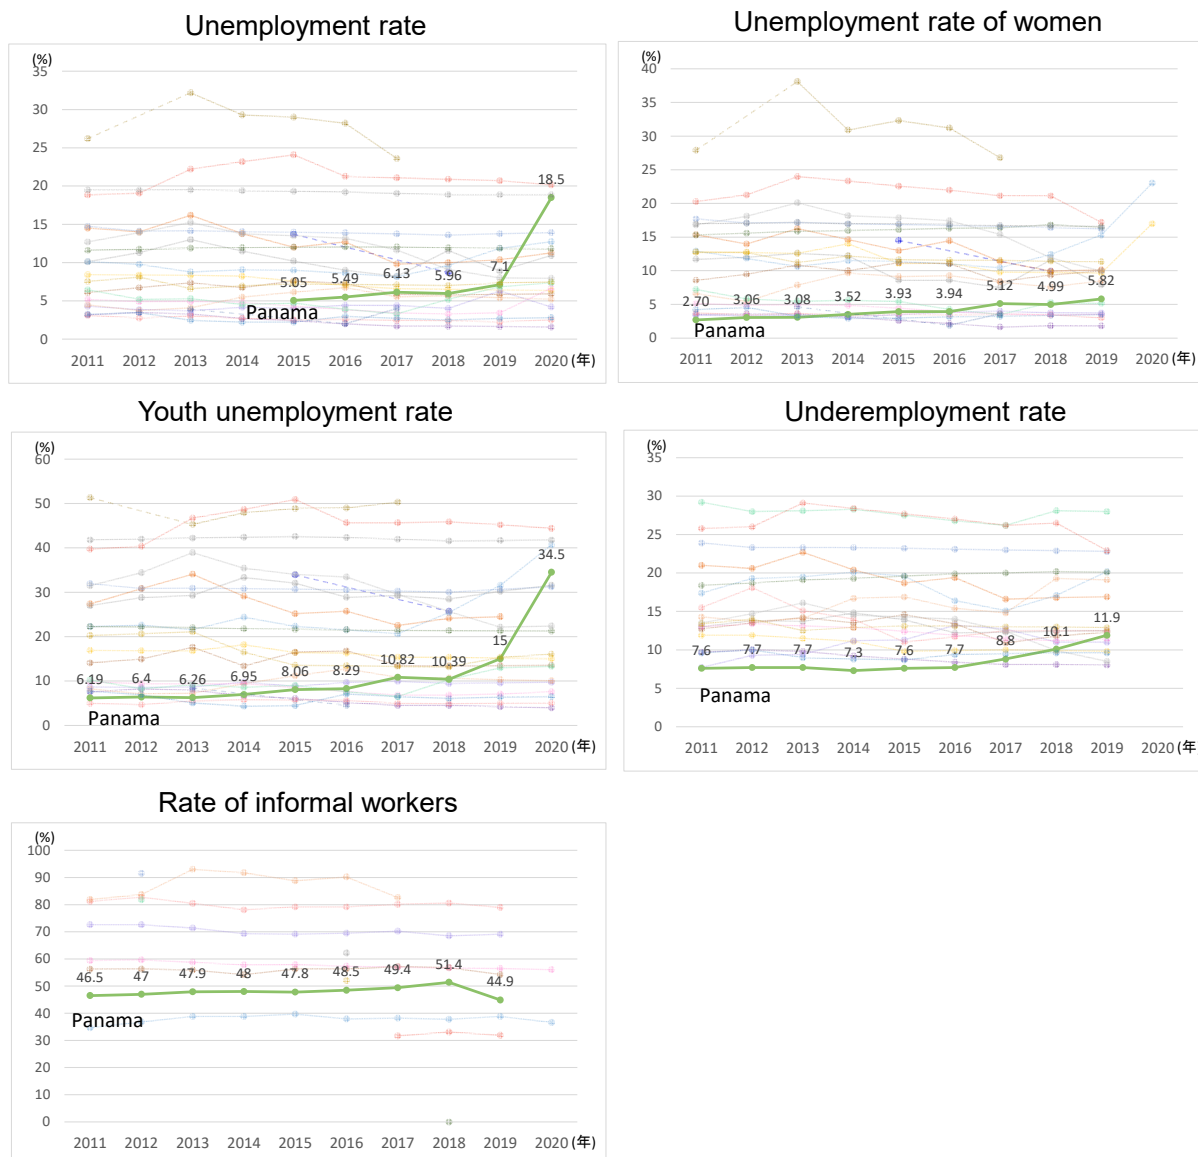 Unemployment rate
(%)
35
30
25
20
15
10
5
0
18.5
5.05 5.49 6.13 5.96 7.1
Panama
2011 2012 2013 2014 2015 2016 2017 2018 2019 2020 (年)
Unemployment rate of women
(%)
40
35
30
25
20
15
10
5
0
2.70 3.06 3.08 3.52 3.93 3.94 5.12 4.99 5.82
Panama
2011 2012 2013 2014 2015 2016 2017 2018 2019 2020 (年)
Youth unemployment rate
(%)
60
50
40
30
20
10
0
34.5
6.19 6.4 6.26 6.95 8.06 8.29 10.82 10.39 15
Panama
2011 2012 2013 2014 2015 2016 2017 2018 2019 2020 (年)
Underemployment rate
(%)
35
30
25
20
15
10
5
0
7.6 7.7 7.7 7.3 7.6 7.7 8.8 10.1 11.9
Panama
2011 2012 2013 2014 2015 2016 2017 2018 2019 2020 (年)
Rate of informal workers
(%)
100
90
80
70
60
50
40
30
20
10
0
46.5 47 47.9 48 47.8 48.5 49.4 51.4 44.9
Panama
2011 2012 2013 2014 2015 2016 2017 2018 2019 2020 (年)